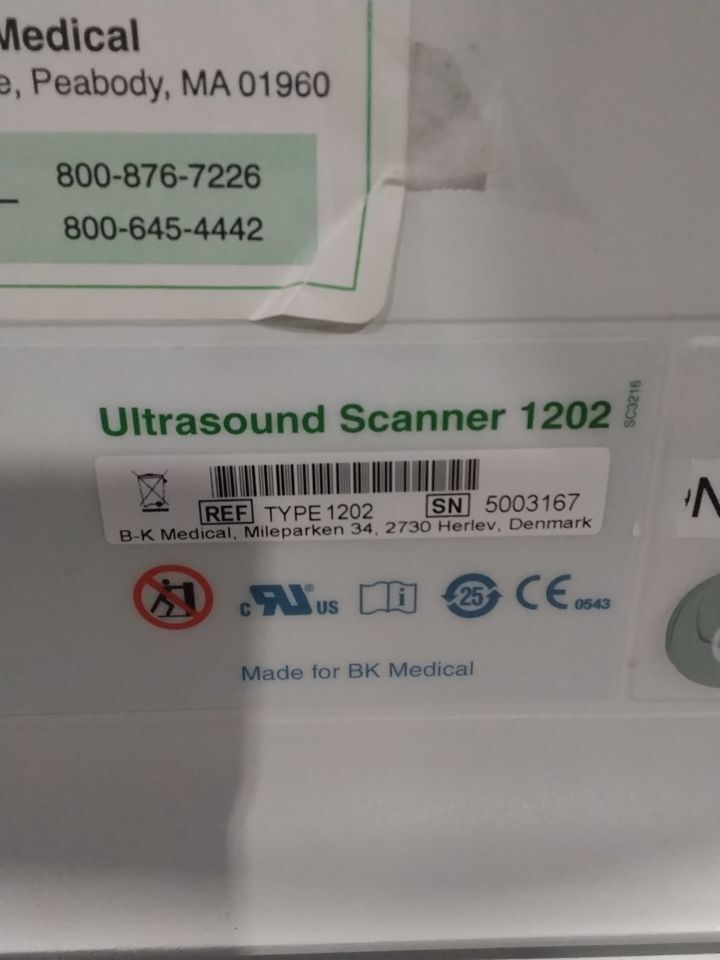 Medical
e, Peabody, MA 01960
800-876-7226
800-645-4442
Ultrasound Scanner 1202
SC3216
REF TYPE 1202 SN 5003167
B-K Medical, Mileparken 34, 2730 Herlev, Denmark
c RU® US i 25 CE 0543
Made for BK Medical